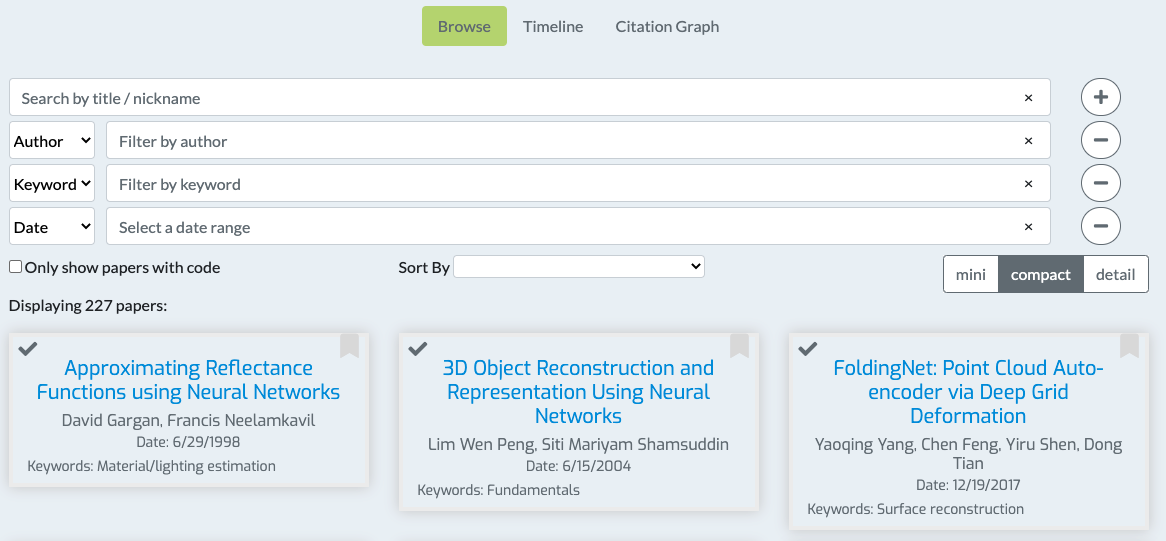 Browse Timeline Citation Graph
Search by title / nickname ×
Author Filter by author ×
Keyword Filter by keyword ×
Date Select a date range ×
Only show papers with code Sort By mini compact detail
Displaying 227 papers:
Approximating Reflectance
Functions using Neural Networks
David Gargan, Francis Neelamkavil
Date: 6/29/1998
Keywords: Material/lighting estimation
3D Object Reconstruction and
Representation Using Neural
Networks
Lim Wen Peng, Siti Mariyam Shamsuddin
Date: 6/15/2004
Keywords: Fundamentals
FoldingNet: Point Cloud Auto-
encoder via Deep Grid
Deformation
Yaoqing Yang, Chen Feng, Yiru Shen, Dong
Tian
Date: 12/19/2017
Keywords: Surface reconstruction